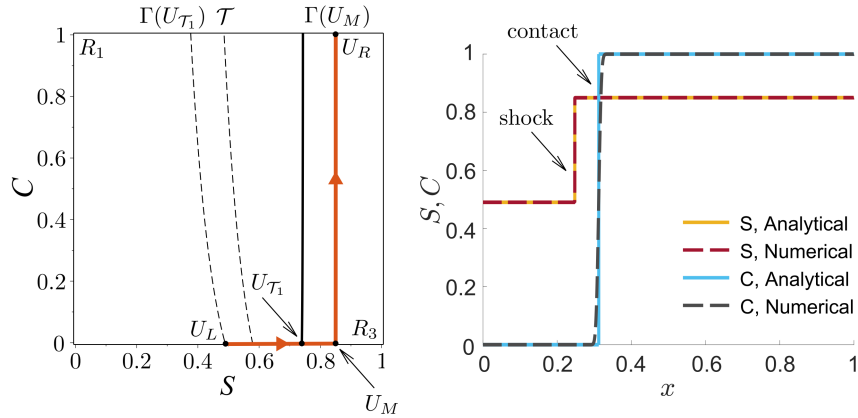 Γ(U_{𝒯₁}) 𝒯 Γ(U_M)
1
R₁
U_R
0.8
0.6
C
0.4
0.2
U_{𝒯₁}
U_L
R₃
0
0 0.2 0.4 0.6 0.8 1
S
U_M
contact
1
0.8
shock
0.6
S, C
0.4
S, Analytical
S, Numerical
0.2
C, Analytical
C, Numerical
0
0 0.2 0.4 0.6 0.8 1
x